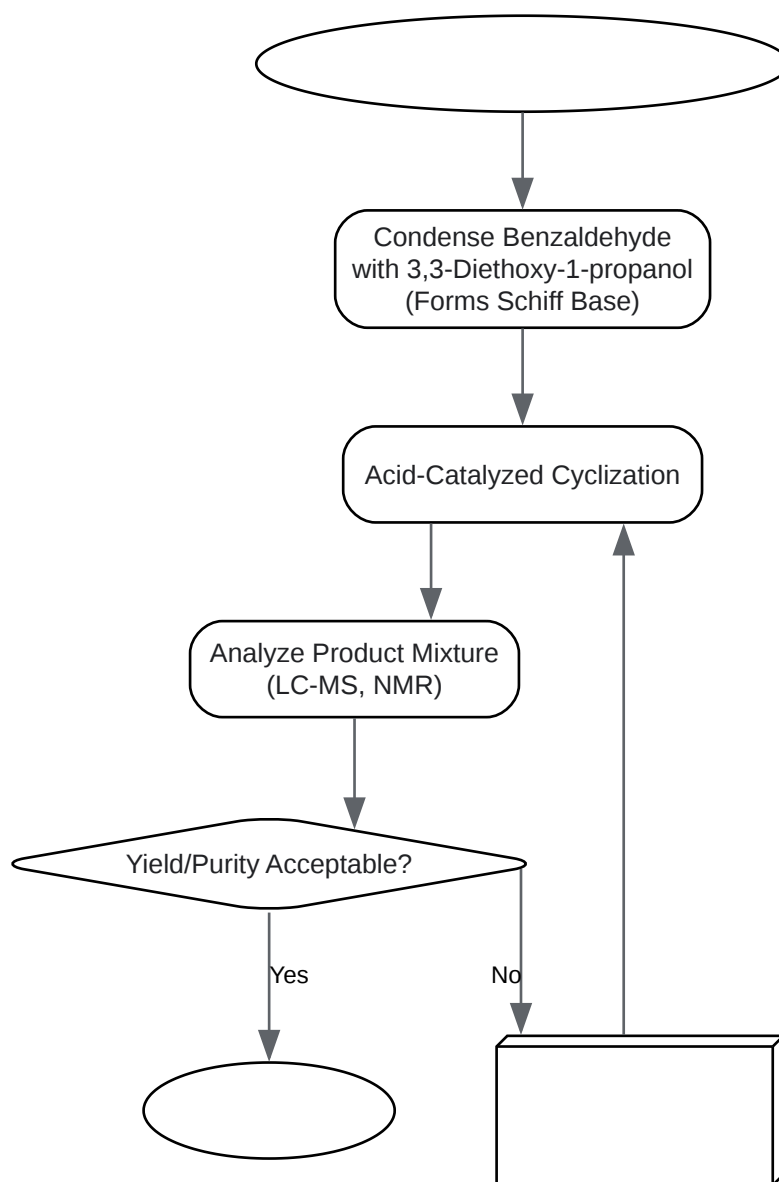 Condense Benzaldehyde
with 3,3-Diethoxy-1-propanol
(Forms Schiff Base)
Acid-Catalyzed Cyclization
Analyze Product Mixture
(LC-MS, NMR)
Yield/Purity Acceptable?
Yes
No